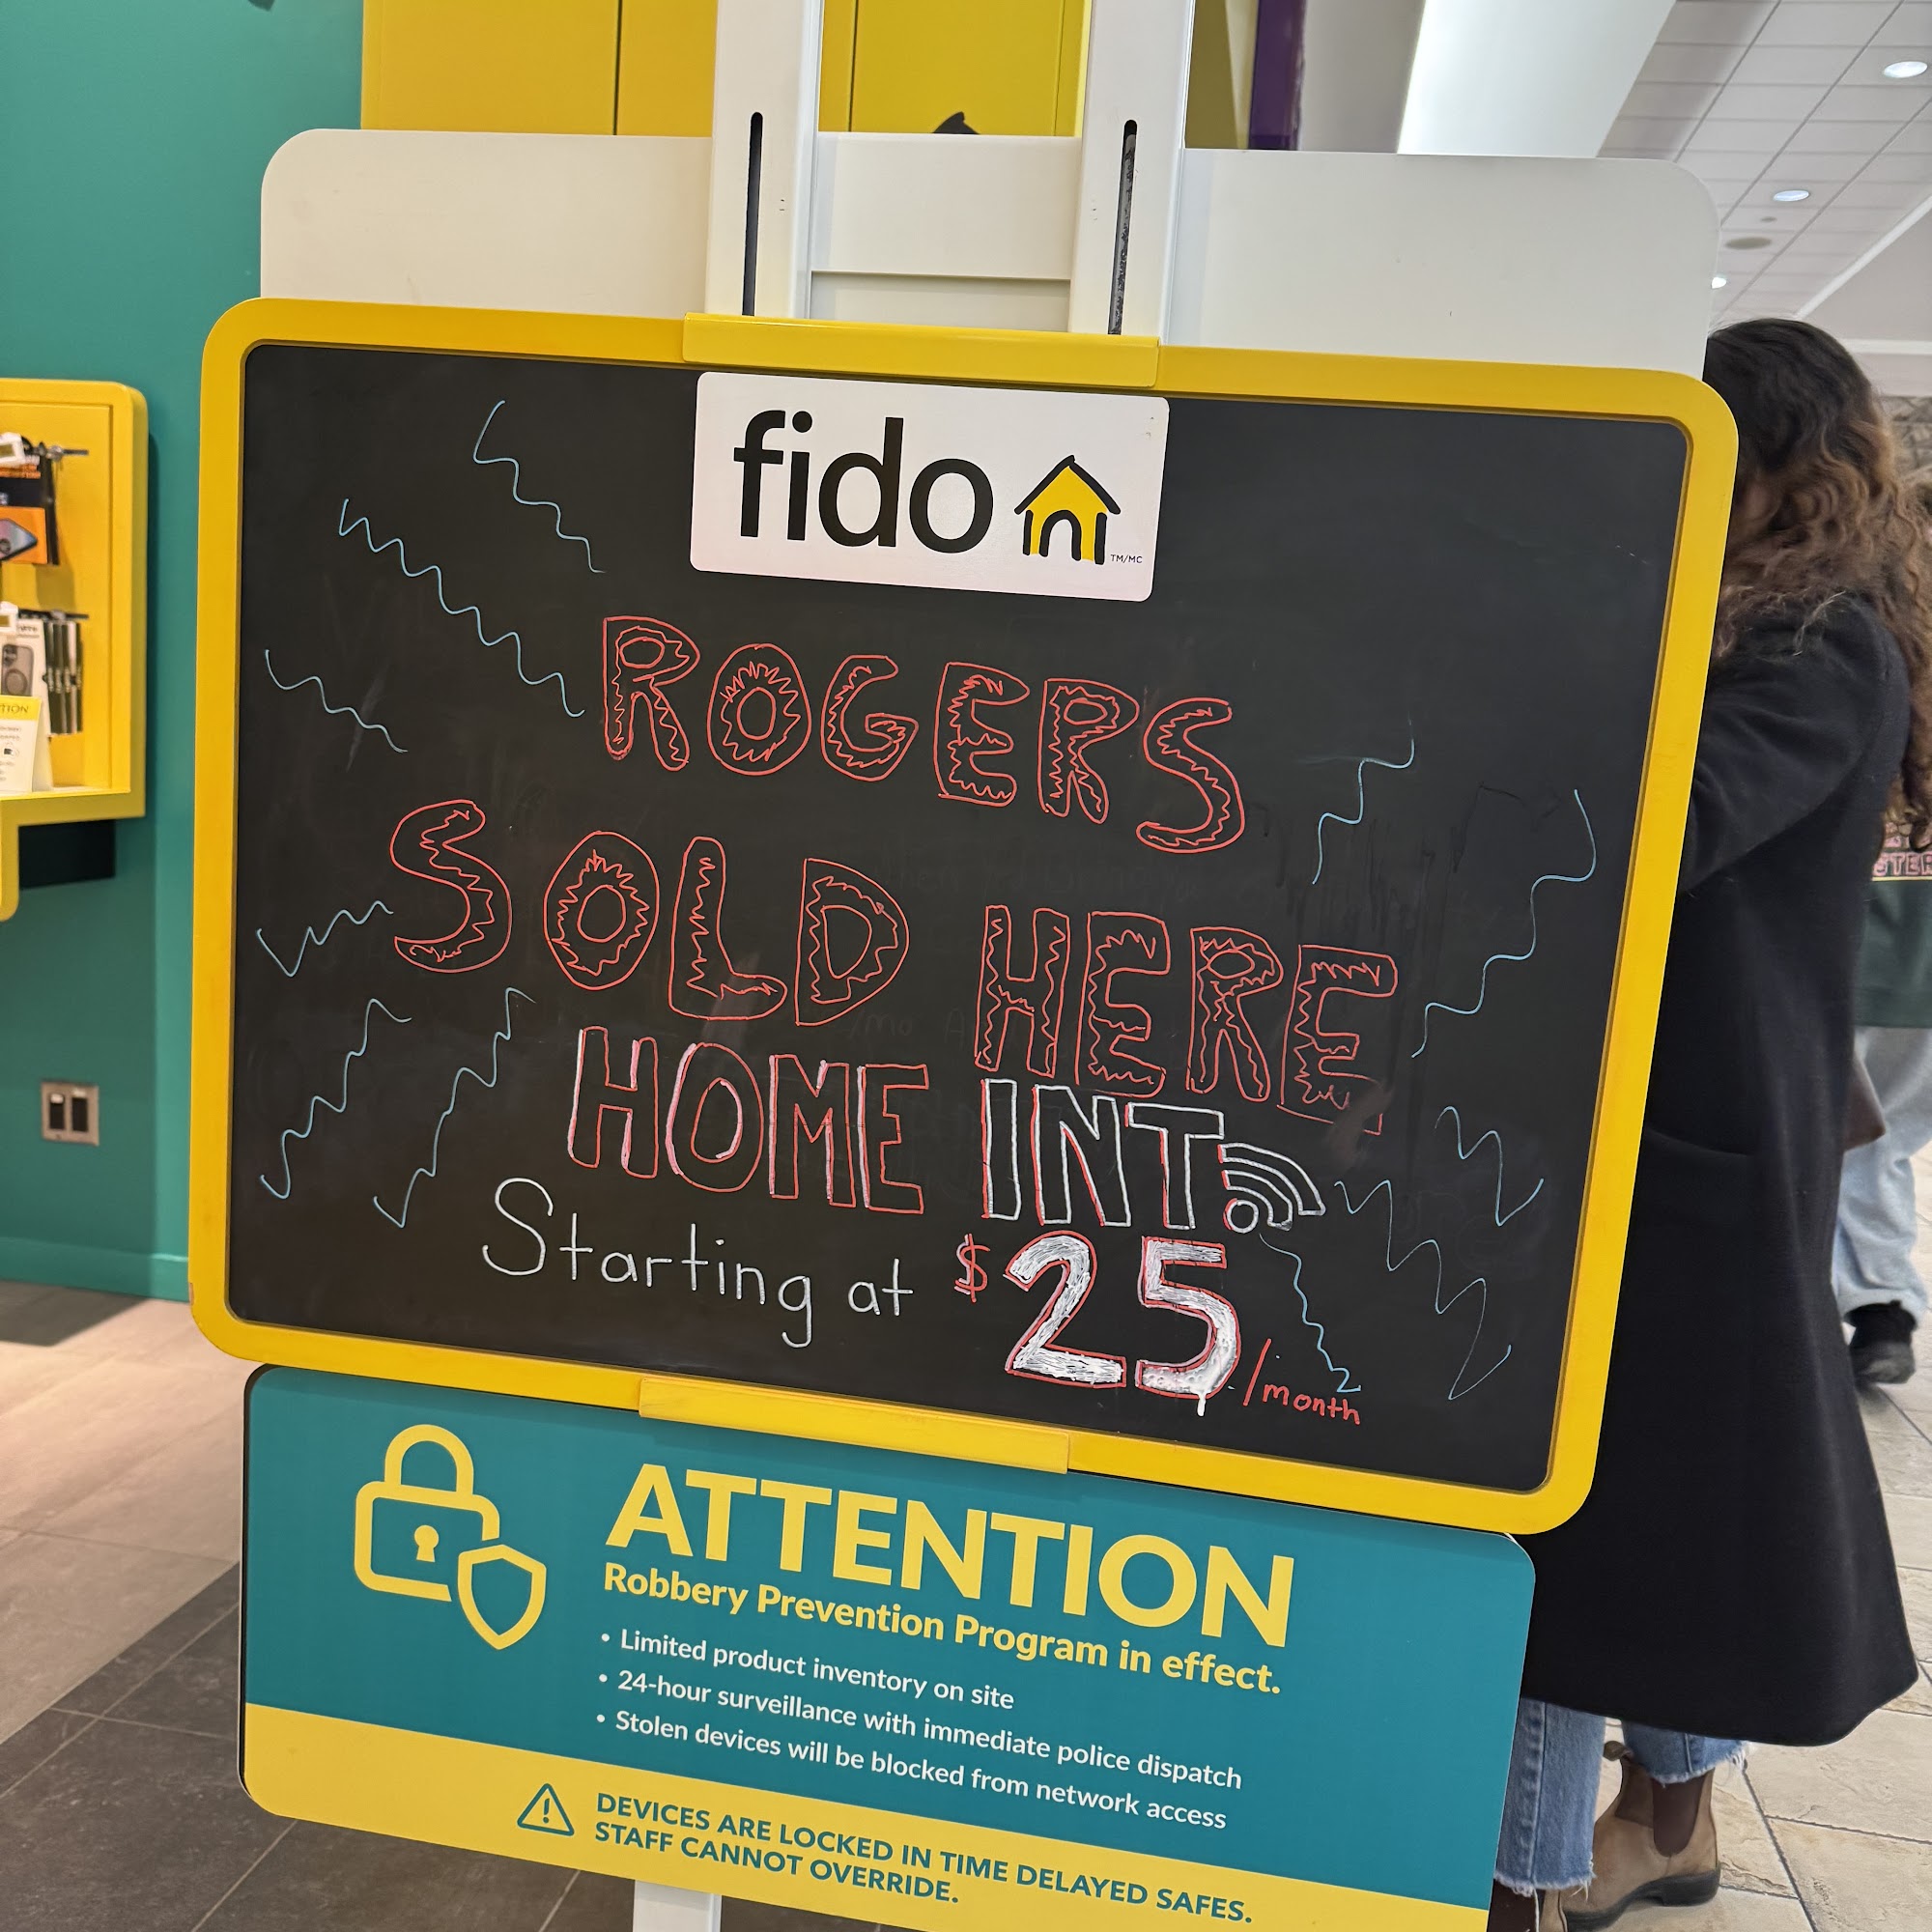 fido
TM/MC
ROGERS
SOLD HERE
HOME INT.
Starting at $25/month
ATTENTION
Robbery Prevention Program in effect.
• Limited product inventory on site
• 24-hour surveillance with immediate police dispatch
• Stolen devices will be blocked from network access
DEVICES ARE LOCKED IN TIME DELAYED SAFES.
STAFF CANNOT OVERRIDE.